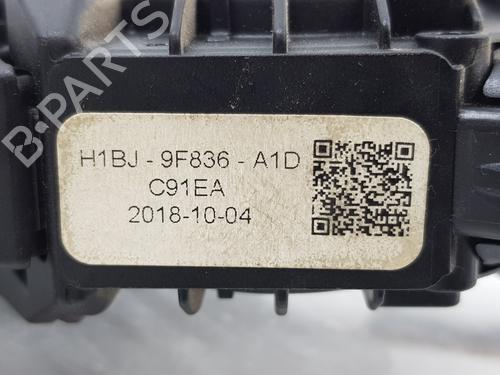 B-PARTS
H1BJ - 9F836 - A1D
C91EA
2018-10-04